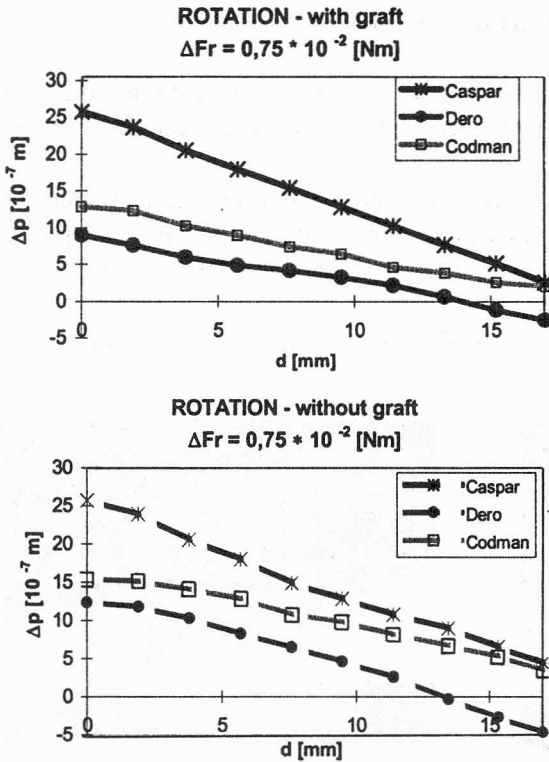 ROTATION - with graft
ΔFr = 0,75 * 10 -2 [Nm]
30
25
20
15
10
5
0
-5
Δp [10 -7 m]
Caspar
Dero
Codman
0
5
10
15
d [mm]
ROTATION - without graft
ΔFr = 0,75 * 10 -2 [Nm]
30
25
20
15
10
5
0
-5
Δp [10 -7 m]
Caspar
Dero
Codman
0
5
10
15
d [mm]